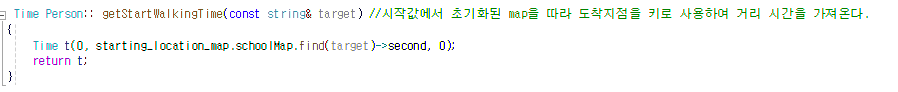 Time Person:: getStartWalkingTime(const string& target) //시작값에서 초기화된 map을 따라 도착지점을 키로 사용하여 거리 시간을 가져온다.
{
Time t(0, starting_location_map.schoolMap.find(target)->second, 0);
return t;
}